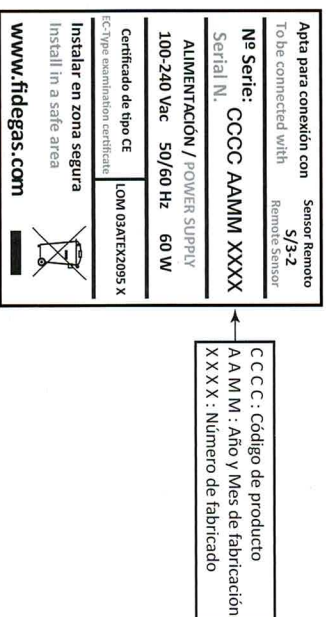 Apta para conexión con
To be connected with
Sensor Remoto
S/3-2
Remote Sensor
Nº Serie: CCCC AAMM XXXX
Serial N.
ALIMENTACIÓN / POWER SUPPLY
100-240 Vac 50/60 Hz 60 W
Certificado de tipo CE
EC-Type examination certificate
LOM 03ATEX2095 X
Instalar en zona segura
Install in a safe area
www.fidegas.com
C C C C : Código de producto
A A M M : Año y Mes de fabricación
X X X X : Número de fabricado